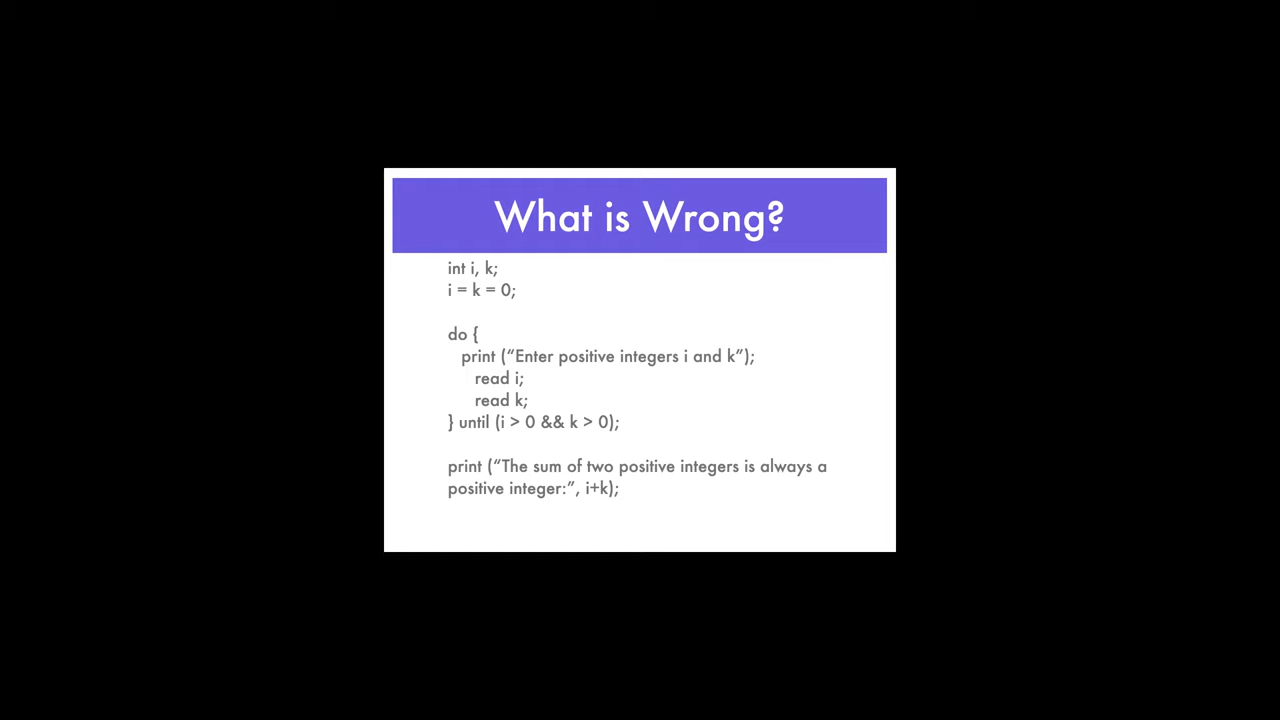 What is Wrong?
int i, k;
i = k = 0;
do {
print (“Enter positive integers i and k”);
read i;
read k;
} until (i > 0 && k > 0);
print (“The sum of two positive integers is always a
positive integer:”, i+k);